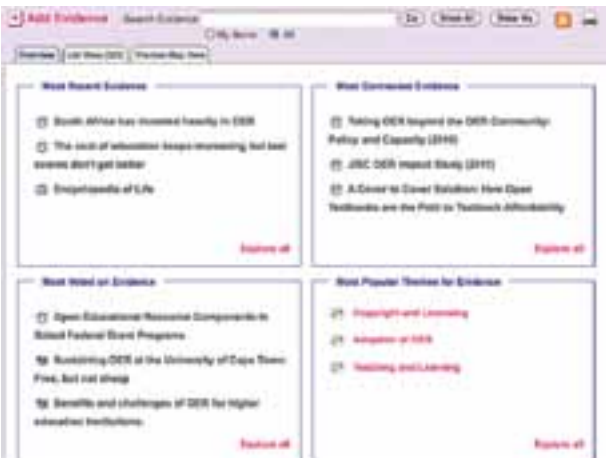 Add Evidence Search Evidence Go Show All Show My
My Items All
Overview List View Preview Map View
Most Recent Evidence
South Africa has invested heavily in OER
The cost of education keeps increasing, but test
scores don't get better
Encyclopedia of Life
Explore all
Most Connected Evidence
Taking OER beyond the OER Community:
Policy and Capacity (2010)
JISC OER Impact Study (2011)
A Cover to Cover Solution: How Open
Textbooks are the Path to Textbook Affordability
Explore all
Most Voted on Evidence
Open Educational Resource Components in
Federal Grant Programs
Sustaining OER at the University of Cape Town:
Free, but not cheap
Benefits and challenges of OER for higher
education institutions.
Explore all
Most Popular Themes for Evidence
Copyright and Licensing
Adoption of OER
Teaching and Learning
Explore all